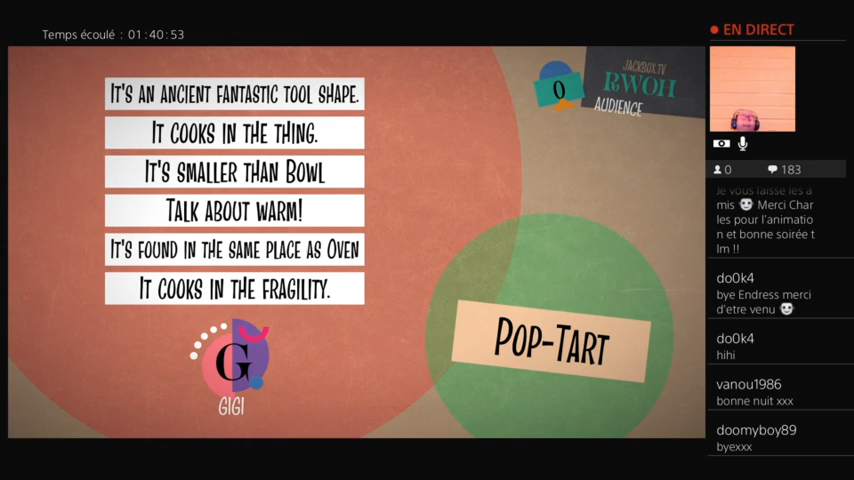 Temps écoulé : 01:40:53
EN DIRECT
IT'S AN ANCIENT FANTASTIC TOOL SHAPE.
IT COOKS IN THE THING.
IT'S SMALLER THAN BOWL
TALK ABOUT WARM!
IT'S FOUND IN THE SAME PLACE AS OVEN
IT COOKS IN THE FRAGILITY.
G
GIGI
0
JACKBOX.TV
RWOH
AUDIENCE
POP-TART
0 183
Je vous laisse les a
mis Merci Char
les pour l'animatio
n et bonne soirée t
lm !!
do0k4
bye Endress merci
d'etre venu
do0k4
hihi
vanou1986
bonne nuit xxx
doomyboy89
byexxx